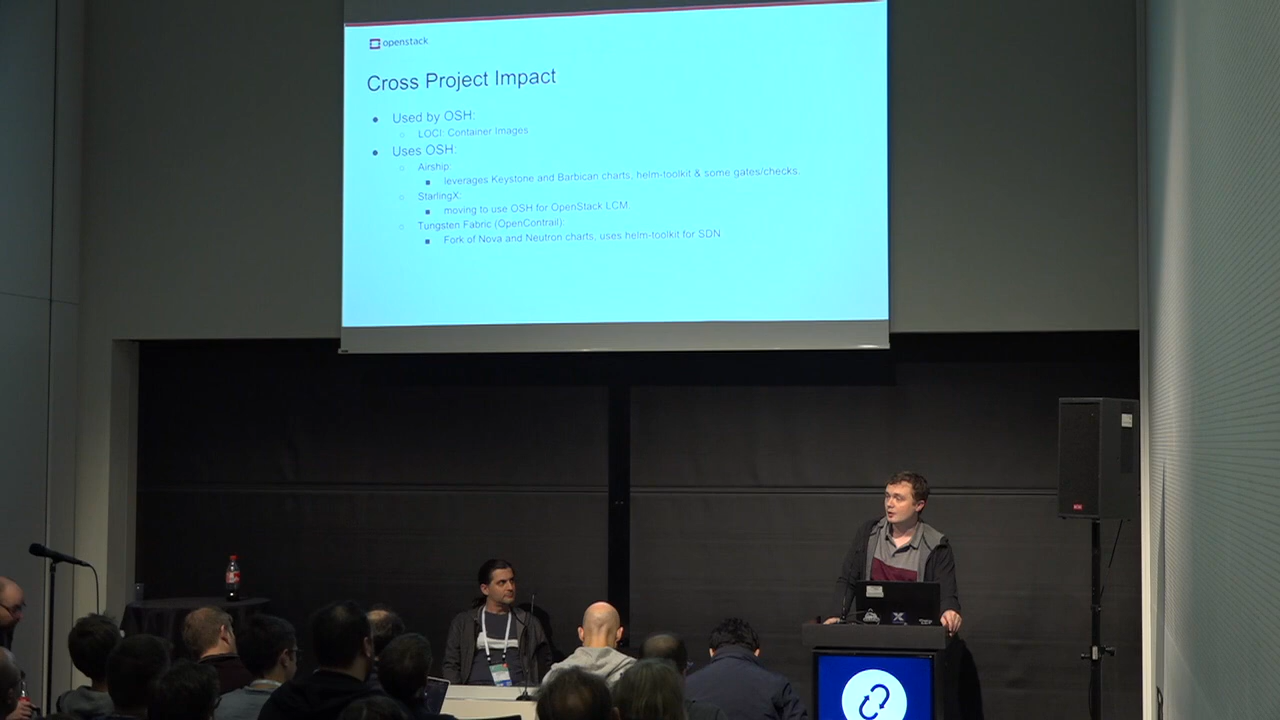 openstack
Cross Project Impact
Used by OSH:
LOCI: Container Images
Uses OSH:
Airship:
leverages Keystone and Barbican charts, helm-toolkit & some gates/checks.
StarlingX:
moving to use OSH for OpenStack LCM
Tungsten Fabric (OpenContrail):
Fork of Nova and Neutron charts, uses helm-toolkit for SDN